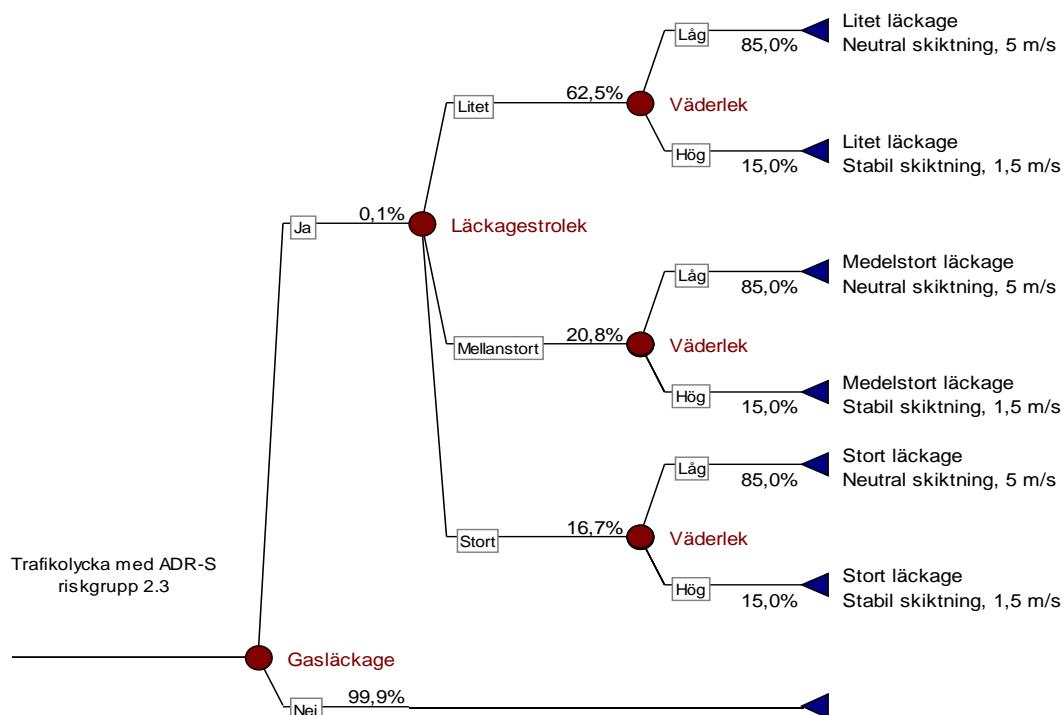 Låg
85,0%
Litet läckage
Neutral skiktning, 5 m/s
Litet
62,5%
Väderlek
Hög
15,0%
Litet läckage
Stabil skiktning, 1,5 m/s
Ja
0,1%
Läckagestrolek
Låg
85,0%
Medelstort läckage
Neutral skiktning, 5 m/s
Mellanstort
20,8%
Väderlek
Hög
15,0%
Medelstort läckage
Stabil skiktning, 1,5 m/s
Låg
85,0%
Stort läckage
Neutral skiktning, 5 m/s
Stort
16,7%
Väderlek
Hög
15,0%
Stort läckage
Stabil skiktning, 1,5 m/s
Trafikolycka med ADR-S
riskgrupp 2.3
Gasläckage
Nej
99,9%